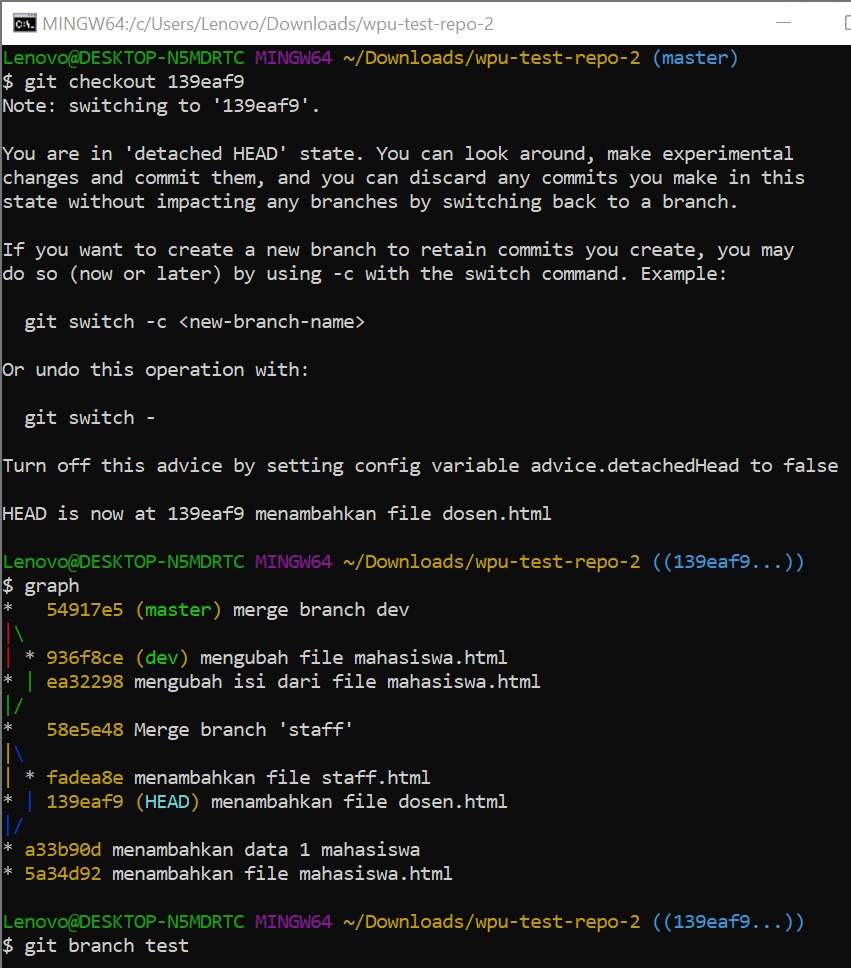 MINGW64:/c/Users/Lenovo/Downloads/wpu-test-repo-2
Lenovo@DESKTOP-N5MDRTC MINGW64 ~/Downloads/wpu-test-repo-2 (master)
$ git checkout 139eaf9
Note: switching to '139eaf9'.

You are in 'detached HEAD' state. You can look around, make experimental
changes and commit them, and you can discard any commits you make in this
state without impacting any branches by switching back to a branch.

If you want to create a new branch to retain commits you create, you may
do so (now or later) by using -c with the switch command. Example:

  git switch -c <new-branch-name>

Or undo this operation with:

  git switch -

Turn off this advice by setting config variable advice.detachedHead to false

HEAD is now at 139eaf9 menambahkan file dosen.html

Lenovo@DESKTOP-N5MDRTC MINGW64 ~/Downloads/wpu-test-repo-2 ((139eaf9...))
$ graph
*   54917e5 (master) merge branch dev
|\
| * 936f8ce (dev) mengubah file mahasiswa.html
* | ea32298 mengubah isi dari file mahasiswa.html
|/
*   58e5e48 Merge branch 'staff'
|\
| * fadea8e menambahkan file staff.html
* | 139eaf9 (HEAD) menambahkan file dosen.html
|/
* a33b90d menambahkan data 1 mahasiswa
* 5a34d92 menambahkan file mahasiswa.html

Lenovo@DESKTOP-N5MDRTC MINGW64 ~/Downloads/wpu-test-repo-2 ((139eaf9...))
$ git branch test